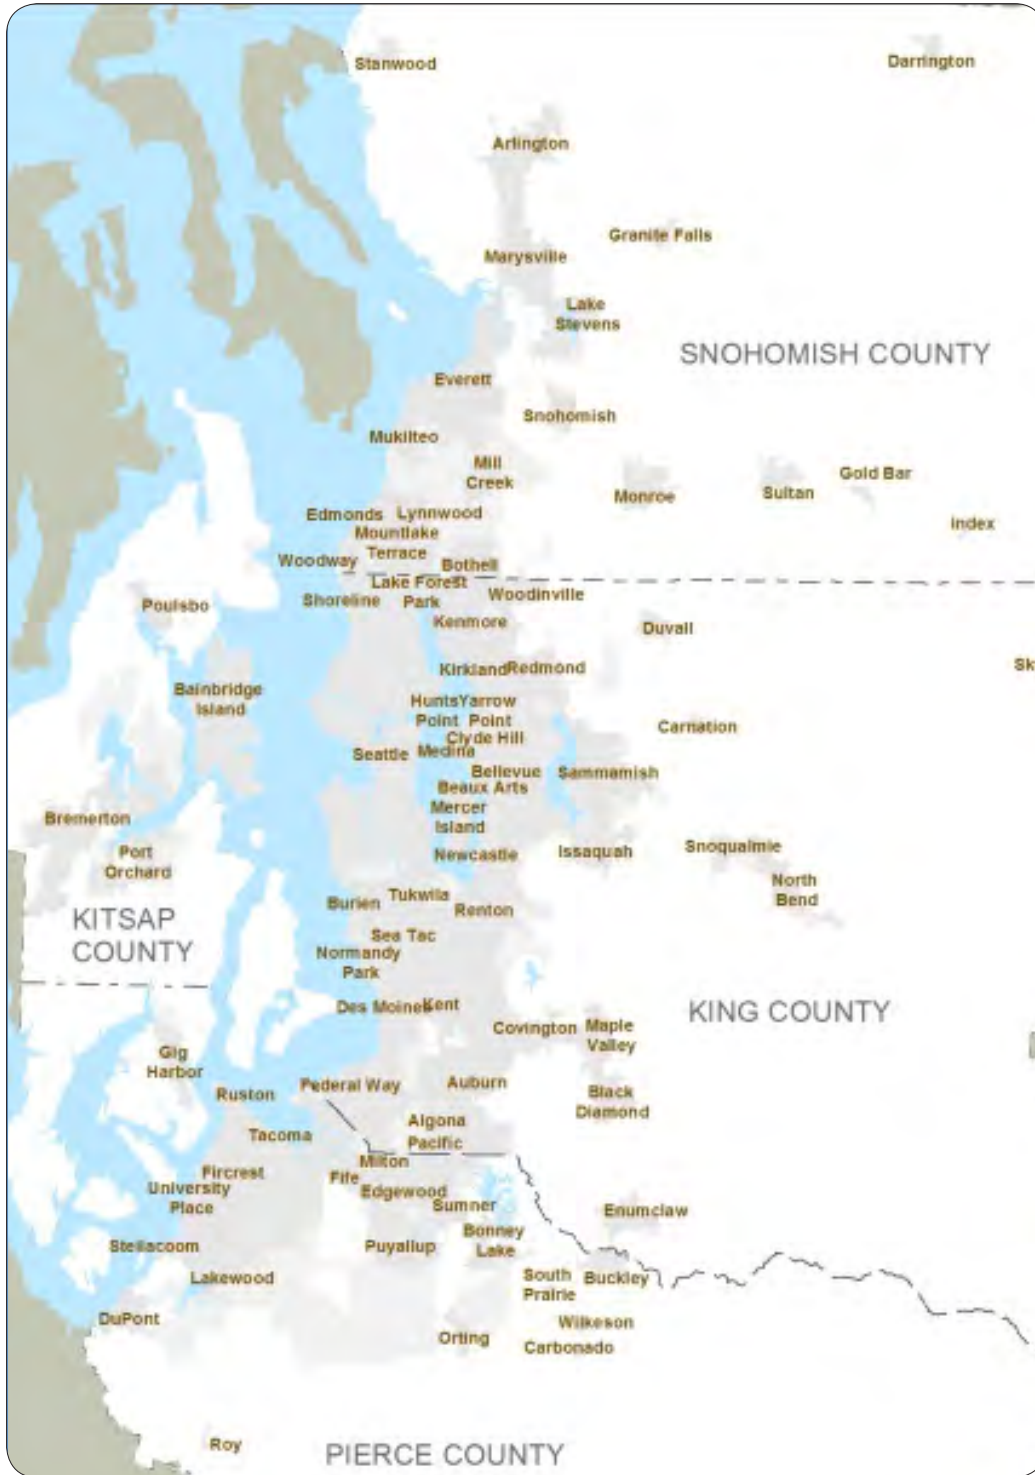 Stanwood
Darrington
Arlington
Granite Falls
Marysville
Lake
Stevens
SNOHOMISH COUNTY
Everett
Snohomish
Mukilteo
Mill
Creek
Gold Bar
Monroe
Sultan
Edmonds
Lynnwood
Index
Mountlake
Terrace
Woodway
Bothell
Lake Forest
Park
Woodinville
Shoreline
Poulsbo
Kenmore
Duvall
Kirkland
Redmond
Sk
Bainbridge
Island
Hunts
Point
Yarrow
Point
Carnation
Clyde Hill
Seattle
Medina
Bellevue
Sammamish
Beaux Arts
Mercer
Island
Bremerton
Port
Orchard
Newcastle
Issaquah
Snoqualmie
North
Bend
Tukwila
Burien
Renton
KITSAP
COUNTY
Sea Tac
Normandy
Park
Des Moines
Kent
KING COUNTY
Covington
Maple
Valley
Gig
Harbor
Federal Way
Auburn
Ruston
Black
Diamond
Algona
Tacoma
Pacific
Milton
Fircrest
Fife
University
Place
Edgewood
Sumner
Enumclaw
Bonney
Lake
Steilacoom
Puyallup
Lakewood
South
Prairie
Buckley
DuPont
Wilkeson
Orting
Carbonado
Roy
PIERCE COUNTY